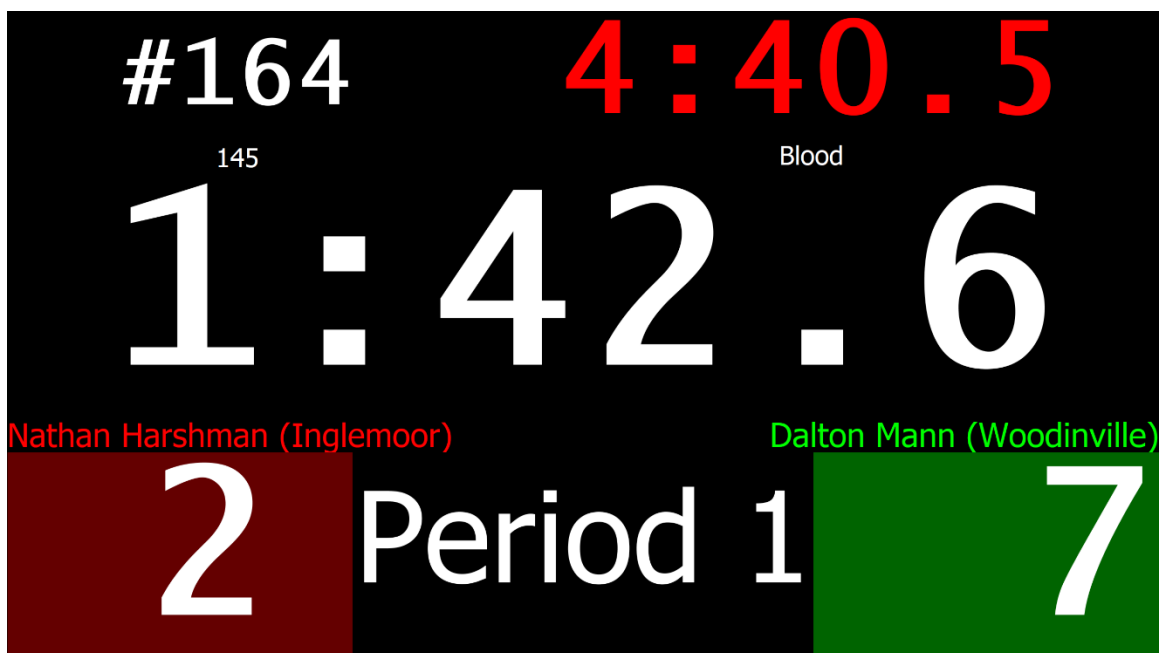 #164 4:40.5
145 Blood
1:42.6
Nathan Harshman (Inglemoor) Dalton Mann (Woodinville)
2 Period 1 7